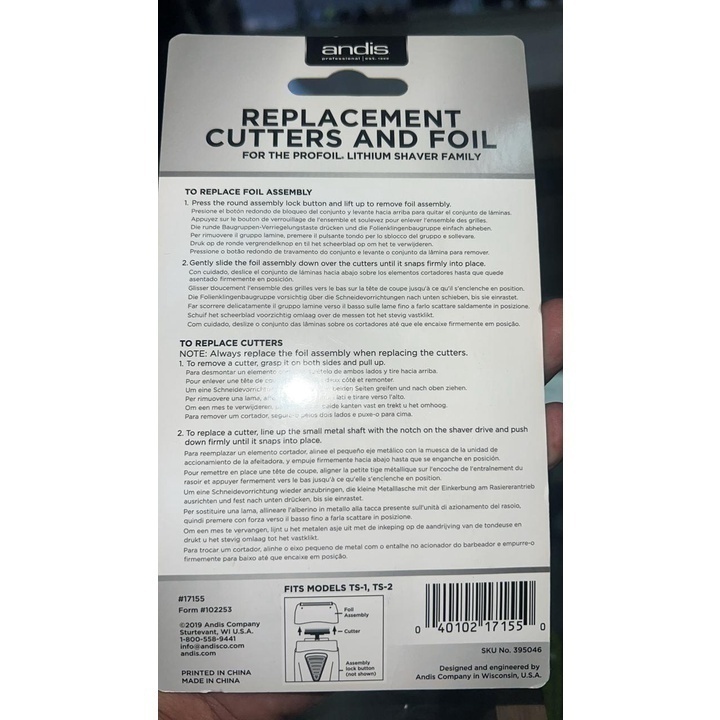 andis
professional | est. 1922
REPLACEMENT
CUTTERS AND FOIL
FOR THE PROFOIL® LITHIUM SHAVER FAMILY
TO REPLACE FOIL ASSEMBLY
1. Press the round assembly lock button and lift up to remove foil assembly.
Presione el botón redondo de bloqueo del conjunto y levante hacia arriba para quitar el conjunto de láminas.
Appuyez sur le bouton de verrouillage de l'ensemble et soulevez pour enlever l'ensemble des grilles.
Die runde Baugruppen-Verriegelungstaste drücken und die Folienklingenbaugruppe einfach abheben.
Per rimuovere il gruppo lamine, premere il pulsante tondo per lo sblocco del gruppo e sollevare.
Druk op de ronde vergrendelknop en til het scheerblad op om het te verwijderen.
Pressione o botão redondo de travamento do conjunto e levante o conjunto da lâmina para remover.
2. Gently slide the foil assembly down over the cutters until it snaps firmly into place.
Con cuidado, deslice el conjunto de láminas hacia abajo sobre los elementos cortadores hasta que quede
asentado firmemente en posición.
Glisser doucement l'ensemble des grilles vers le bas sur la tête de coupe jusqu'à ce qu'il s'enclenche en position.
Die Folienklingenbaugruppe vorsichtig über die Schneidevorrichtungen nach unten schieben, bis sie einrastet.
Far scorrere delicatamente il gruppo lamine verso il basso sulle lame fino a farlo scattare saldamente in posizione.
Schuif het scheerblad voorzichtig omlaag over de messen tot het stevig vastklikt.
Com cuidado, deslize o conjunto das lâminas sobre os cortadores até que ele encaixe firmemente em posição.
TO REPLACE CUTTERS
NOTE: Always replace the foil assembly when replacing the cutters.
1. To remove a cutter, grasp it on both sides and pull up.
Para desmontar un elemento de ambos lados y tire hacia arriba.
Pour enlever une tête de côté et remonter.
Um eine beiden Seiten greifen und nach oben ziehen.
Per rimuovere una lama, lati e tirare verso l'alto.
Om een mes te verwijderen, kanten vast en trekt u het omhoog.
Para remover um cortador, pelos dois lados e puxe-o para cima.
2. To replace a cutter, line up the small metal shaft with the notch on the shaver drive and push
down firmly until it snaps into place.
Para reemplazar un elemento cortador, alinee el pequeño eje metálico con la muesca de la unidad de
accionamiento de la afeitadora, y empuje firmemente hacia abajo hasta que se enganche en posición.
Pour remettre en place une tête de coupe, aligner la petite tige métallique sur l'encoche de l'entraînement du
rasoir et appuyer fermement vers le bas jusqu'à ce qu'elle s'enclenche en position.
Um eine Schneidevorrichtung wieder anzubringen, die kleine Metalllasche mit der Einkerbung am Rasiererantrieb
ausrichten und fest nach unten drücken, bis sie einrastet.
Per sostituire una lama, allineare l'alberino in metallo alla tacca presente sull'unità di azionamento del rasoio,
quindi premere con forza verso il basso fino a farla scattare in posizione.
Om een mes te vervangen, lijnt u het metalen asje uit met de inkeping op de aandrijving van de tondeuse en
drukt u het stevig omlaag tot het vastklikt.
Para trocar um cortador, alinhe o eixo pequeno de metal com o entalhe no acionador do barbeador e empurre-o
firmemente para baixo até que encaixe em posição.
FITS MODELS TS-1, TS-2
#17155
Form #102253
©2019 Andis Company
Sturtevant, WI U.S.A.
1-800-558-9441
info@andisco.com
andis.com
PRINTED IN CHINA
MADE IN CHINA
Foil
Assembly
Cutter
Assembly
lock button
(not shown)
0 40102 17155 0
SKU No. 395046
Designed and engineered by
Andis Company in Wisconsin, U.S.A.